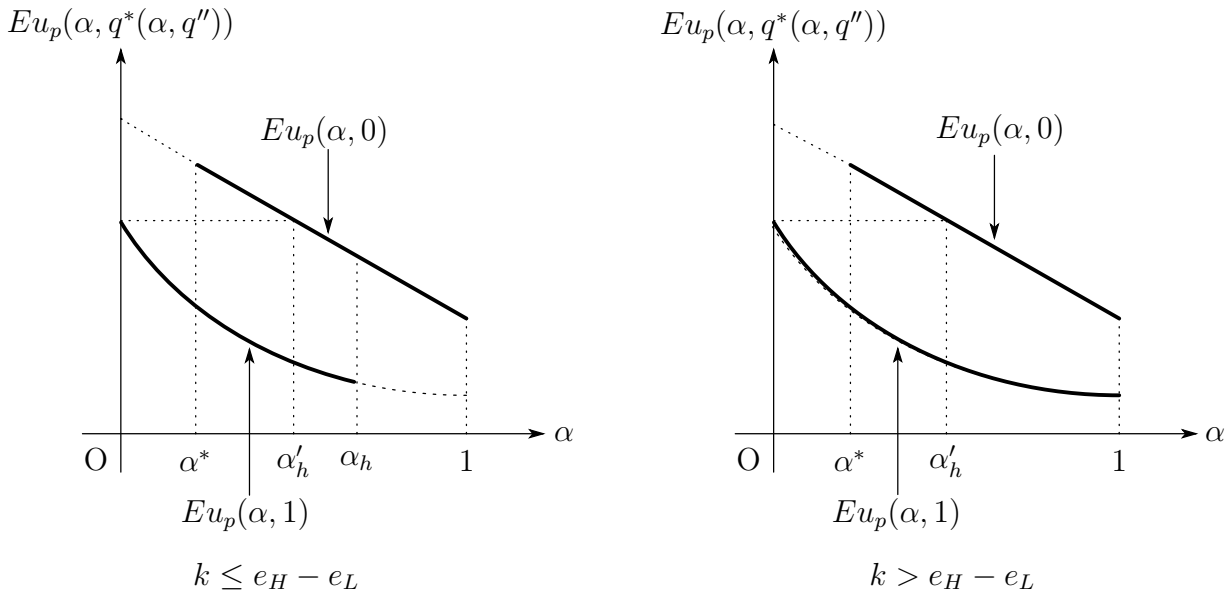 Eu_p(α, q*(α, q''))
Eu_p(α, 0)
α
O
α*
α'_h
α_h
1
Eu_p(α, 1)
k ≤ e_H − e_L
Eu_p(α, q*(α, q''))
Eu_p(α, 0)
α
O
α*
α'_h
1
Eu_p(α, 1)
k > e_H − e_L